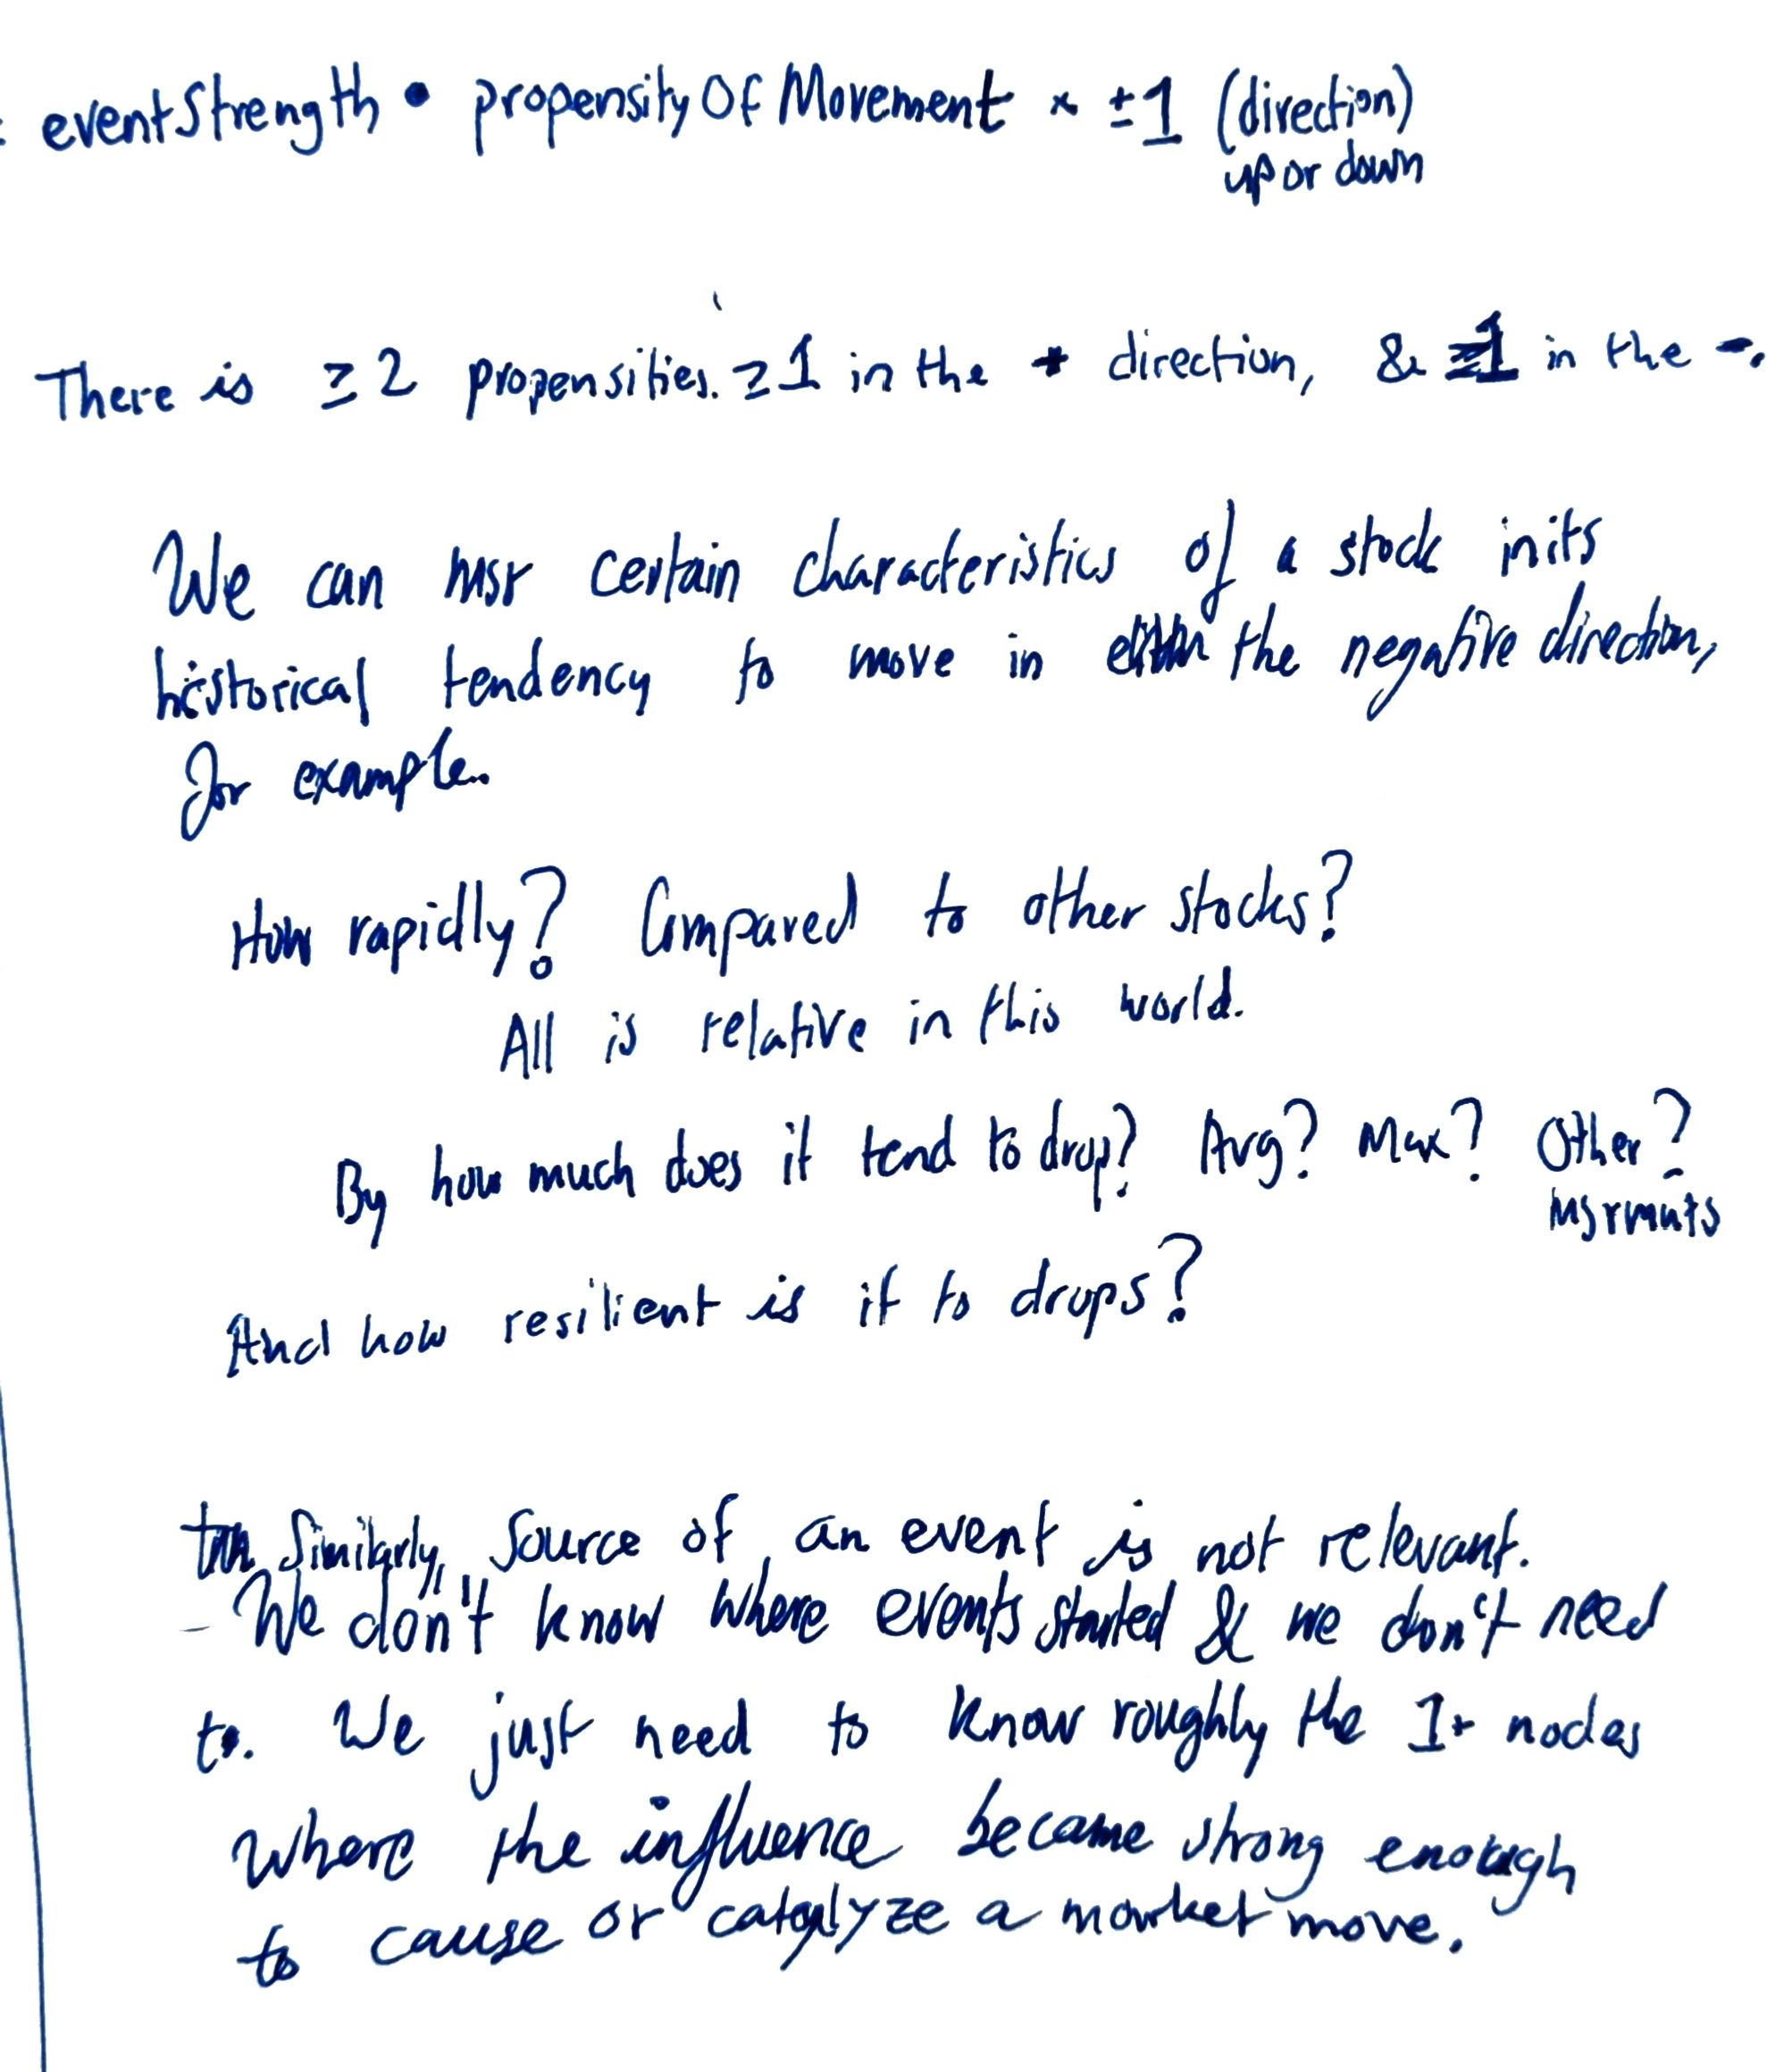 : eventStrength • propensityOfMovement × ±1 (direction)
up or down
There is ≥2 propensities. ≥1 in the + direction, & ≥1 in the -.
We can msr certain characteristics of a stock in its
historical tendency to move in the negative direction,
for example.
How rapidly? Compared to other stocks?
All is relative in this world.
By how much does it tend to drop? Avg? Max? Other?
msrmnts
And how resilient is it to drops?
Similarly, source of an event is not relevant.
- We don't know where events started & we don't need
to. We just need to know roughly the 1+ nodes
where the influence became strong enough
to cause or catalyze a market move.